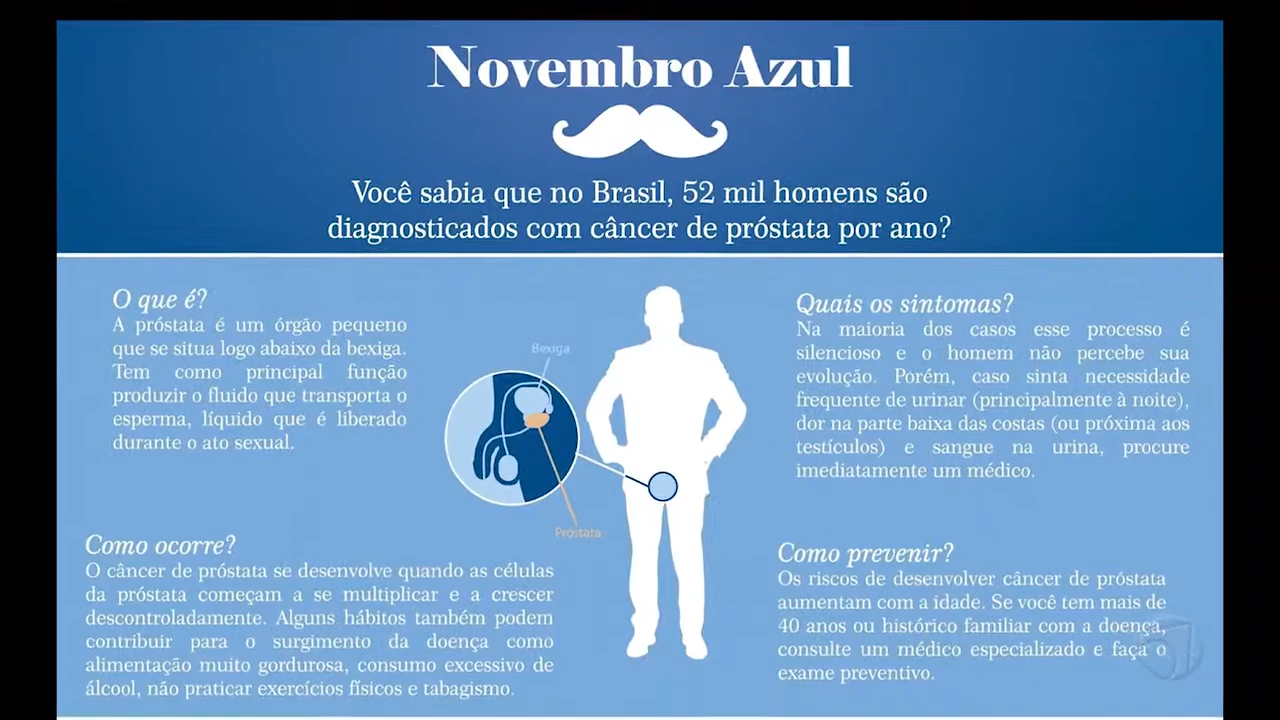 Novembro Azul
Você sabia que no Brasil, 52 mil homens são
diagnosticados com câncer de próstata por ano?
O que é?
A próstata é um órgão pequeno
que se situa logo abaixo da bexiga.
Tem como principal função
produzir o fluido que transporta o
esperma, líquido que é liberado
durante o ato sexual.
Bexiga
Próstata
Quais os sintomas?
Na maioria dos casos esse processo é
silencioso e o homem não percebe sua
evolução. Porém, caso sinta necessidade
frequente de urinar (principalmente à noite),
dor na parte baixa das costas (ou próxima aos
testículos) e sangue na urina, procure
imediatamente um médico.
Como ocorre?
O câncer de próstata se desenvolve quando as células
da próstata começam a se multiplicar e a crescer
descontroladamente. Alguns hábitos também podem
contribuir para o surgimento da doença como
alimentação muito gordurosa, consumo excessivo de
álcool, não praticar exercícios físicos e tabagismo.
Como prevenir?
Os riscos de desenvolver câncer de próstata
aumentam com a idade. Se você tem mais de
40 anos ou histórico familiar com a doença,
consulte um médico especializado e faça o
exame preventivo.